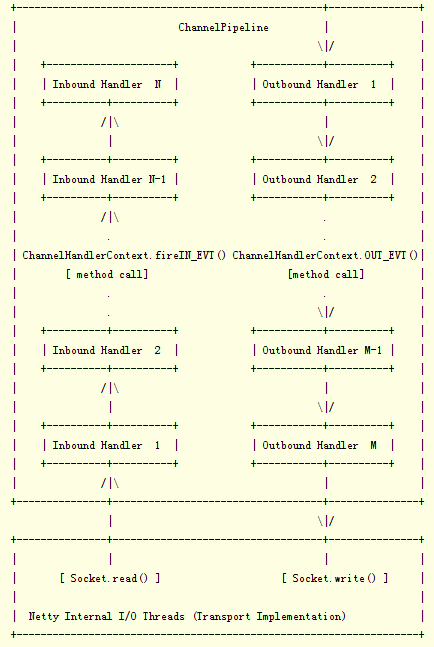 ChannelPipeline
Inbound Handler N    Outbound Handler 1
Inbound Handler N-1    Outbound Handler 2
ChannelHandlerContext.fireIN_EVT() ChannelHandlerContext.OUT_EVT()
[ method call]    [method call]
Inbound Handler 2    Outbound Handler M-1
Inbound Handler 1    Outbound Handler M
[ Socket.read() ]    [ Socket.write() ]
Netty Internal I/O Threads (Transport Implementation)